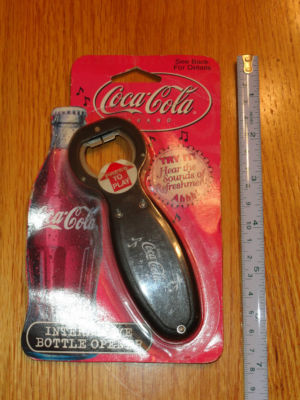 See Back
For Details
Coca-Cola
BRAND
TRY IT!
Hear the
Sounds of
Refreshment
Ahhh
TO
PLAY
Coca-Cola
Coca-Cola
INTERACTIVE
BOTTLE OPENER